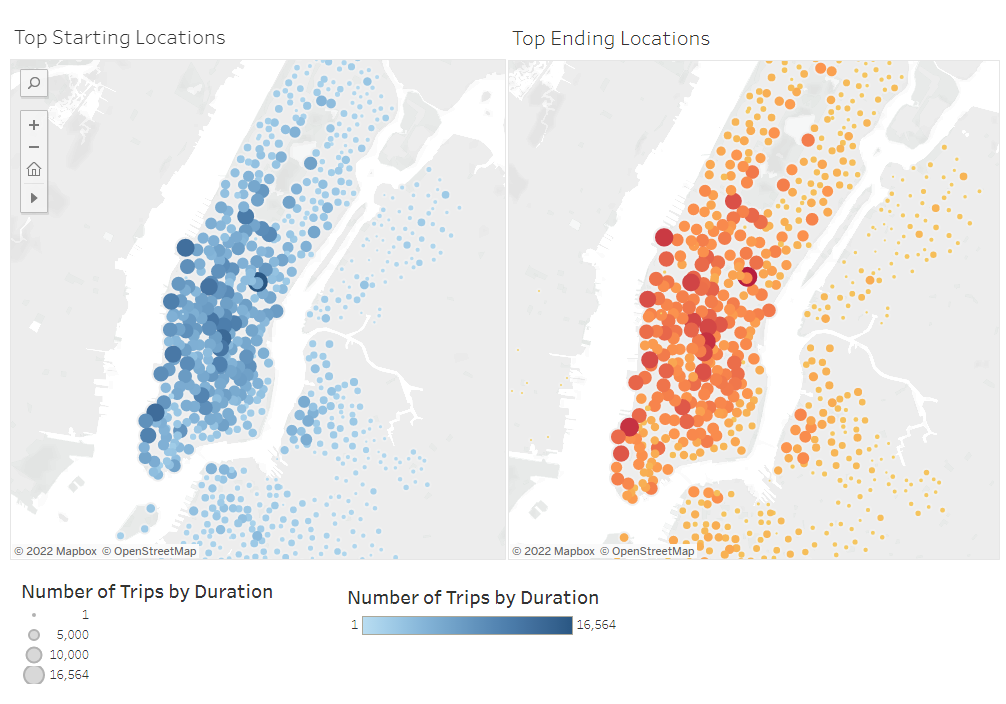 Top Starting Locations
Top Ending Locations
© 2022 Mapbox © OpenStreetMap
© 2022 Mapbox © OpenStreetMap
Number of Trips by Duration
1
5,000
10,000
16,564
Number of Trips by Duration
1 16,564